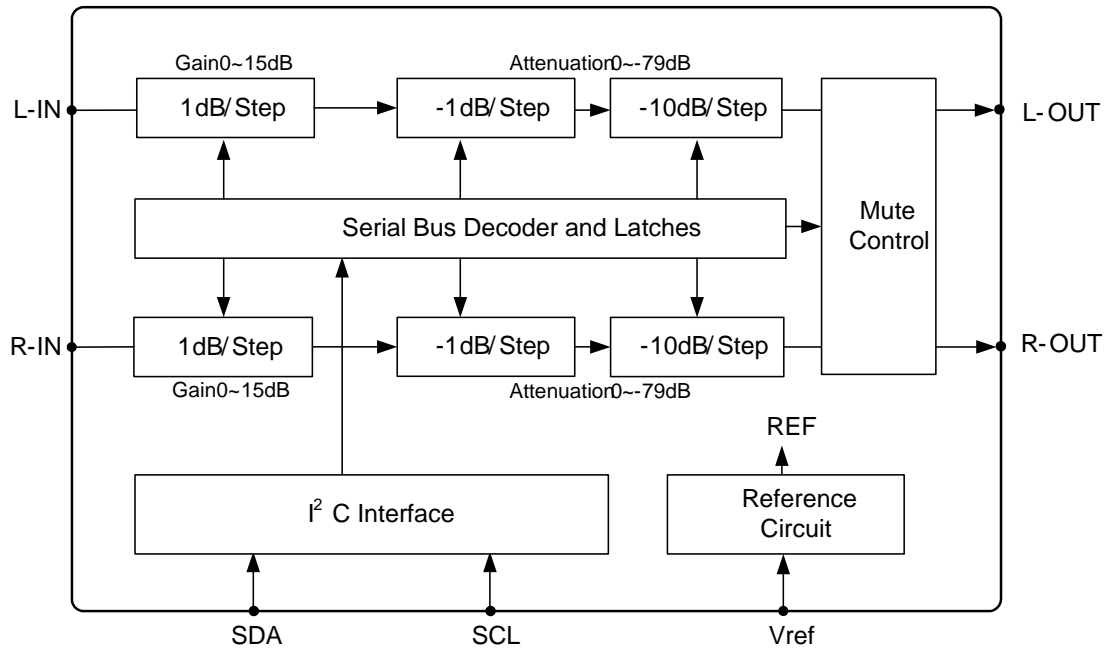 Gain0~15dB
Attenuation0~-79dB
L-IN
1dB/Step
-1dB/Step
-10dB/Step
L-OUT
Serial Bus Decoder and Latches
Mute
Control
R-IN
1dB/Step
-1dB/Step
-10dB/Step
R-OUT
Gain0~15dB
Attenuation0~-79dB
REF
I² C Interface
Reference
Circuit
SDA
SCL
Vref